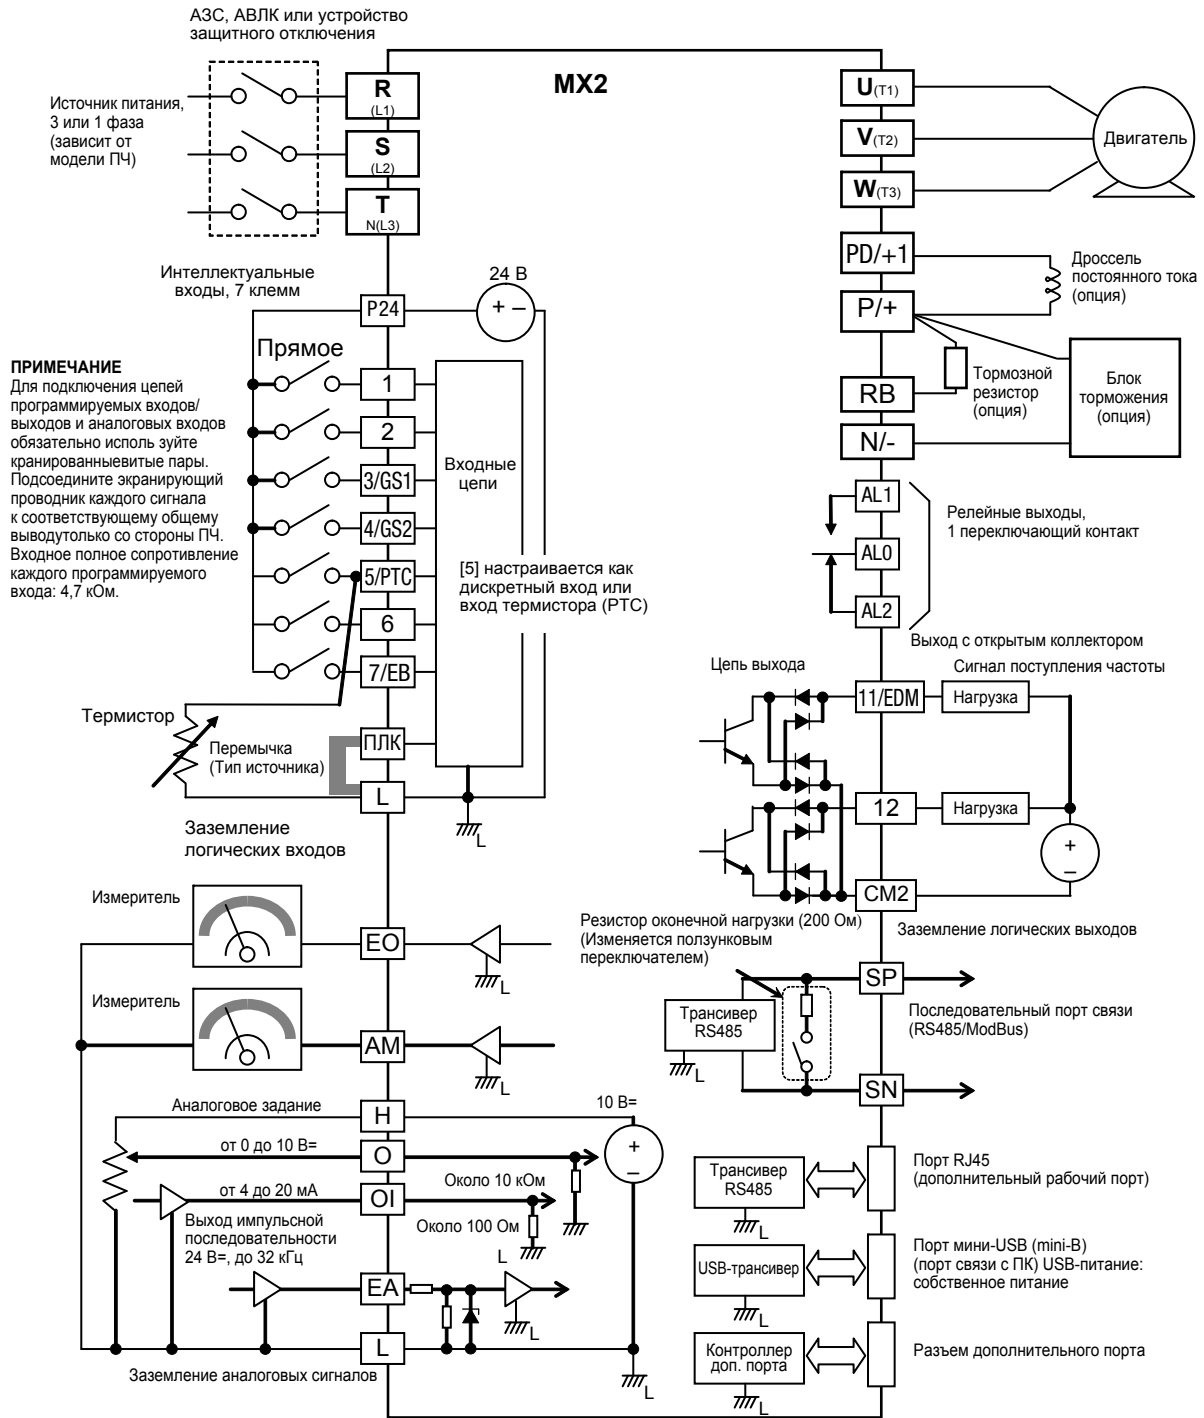 АЗС, АВЛК или устройство
защитного отключения
MX2
Источник питания,
3 или 1 фаза
(зависит от
модели ПЧ)
R
(L1)
S
(L2)
T
N(L3)
U(T1)
V(T2)
W(T3)
Двигатель
PD/+1
P/+
RB
N/-
Дроссель
постоянного тока
(опция)
Тормозной
резистор
(опция)
Блок
торможения
(опция)
Интеллектуальные
входы, 7 клемм
24 В
P24
+ –
Прямое
ПРИМЕЧАНИЕ
Для подключения цепей
программируемых входов/
выходов и аналоговых входов
обязательно исполь зуйте
кранированныевитые пары.
Подсоедините экранирующий
проводник каждого сигнала
к соответствующему общему
выводутолько со стороны ПЧ.
Входное полное сопротивление
каждого программируемого
входа: 4,7 кОм.
1
2
3/GS1
4/GS2
5/PTC
6
7/EB
ПЛК
L
Входные
цепи
[5] настраивается как
дискретный вход или
вход термистора (PTC)
Термистор
Перемычка
(Тип источника)
L
Заземление
логических входов
AL1
AL0
AL2
Релейные выходы,
1 переключающий контакт
Выход с открытым коллектором
Цепь выхода
Сигнал поступления частоты
11/EDM
Нагрузка
12
Нагрузка
+
–
CM2
Заземление логических выходов
Измеритель
EO
L
Измеритель
AM
L
Резистор оконечной нагрузки (200 Ом)
(Изменяется ползунковым
переключателем)
Трансивер
RS485
L
SP
SN
Последовательный порт связи
(RS485/ModBus)
Аналоговое задание
H
10 В=
от 0 до 10 В=
O
+
–
от 4 до 20 мА
OI
Около 10 кОм
Около 100 Ом
Выход импульсной
последовательности
24 В=, до 32 кГц
L
EA
L
L
L
Заземление аналоговых сигналов
Трансивер
RS485
L
Порт RJ45
(дополнительный рабочий порт)
USB-трансивер
L
Порт мини-USB (mini-B)
(порт связи с ПК) USB-питание:
собственное питание
Контроллер
доп. порта
L
Разъем дополнительного порта